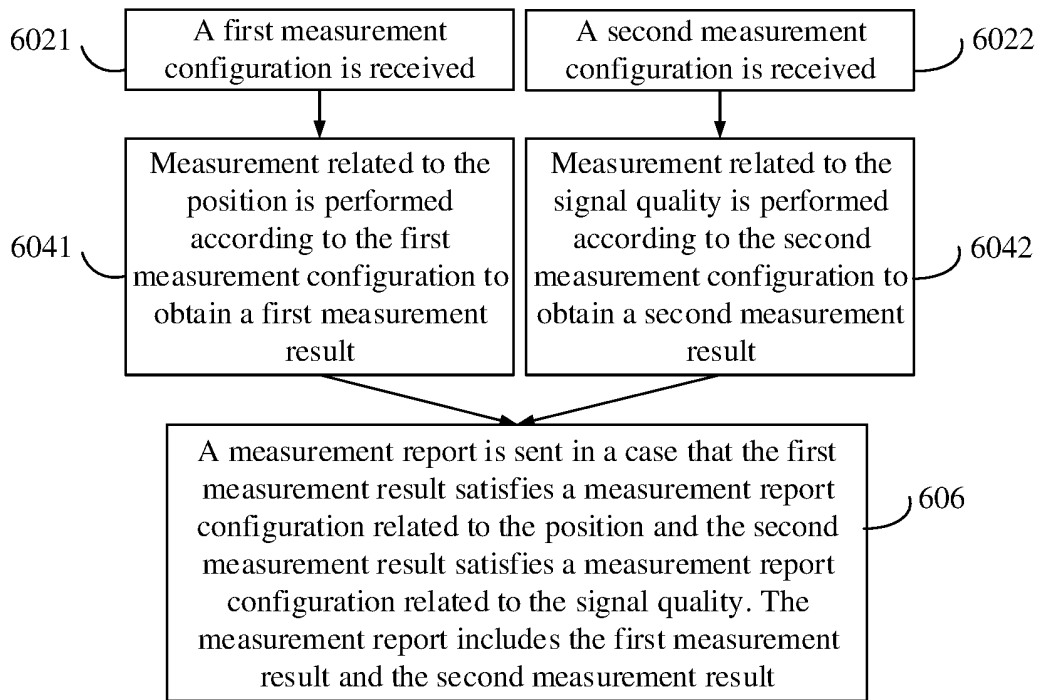 6021
A first measurement
configuration is received
A second measurement
configuration is received
6022
6041
Measurement related to the
position is performed
according to the first
measurement configuration to
obtain a first measurement
result
Measurement related to the
signal quality is performed
according to the second
measurement configuration to
obtain a second measurement
result
6042
A measurement report is sent in a case that the first
measurement result satisfies a measurement report
configuration related to the position and the second
measurement result satisfies a measurement report
configuration related to the signal quality. The
measurement report includes the first measurement
result and the second measurement result
606